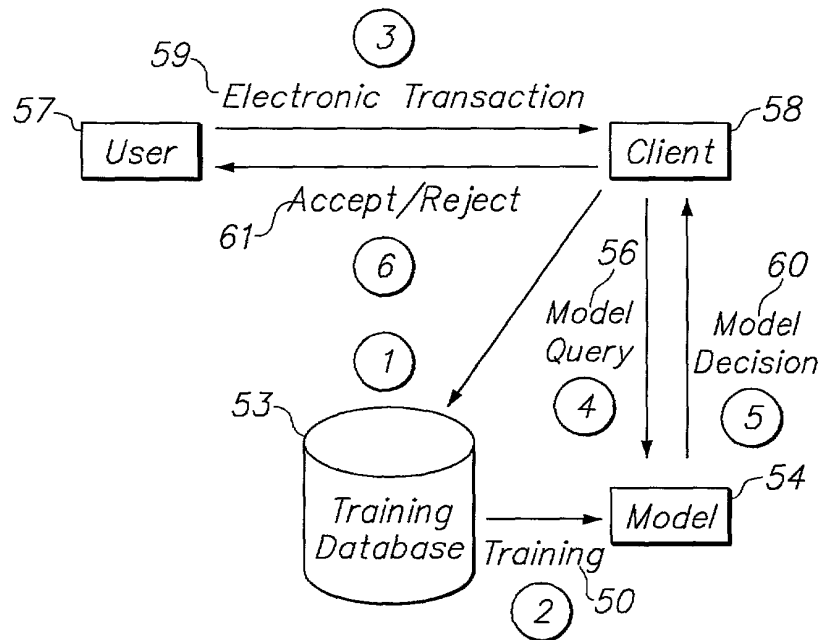 3
59
Electronic Transaction
57
User
58
Client
Accept/Reject
61
6
56
Model
Query
4
60
Model
Decision
5
1
53
Training
Database
54
Model
Training
50
2